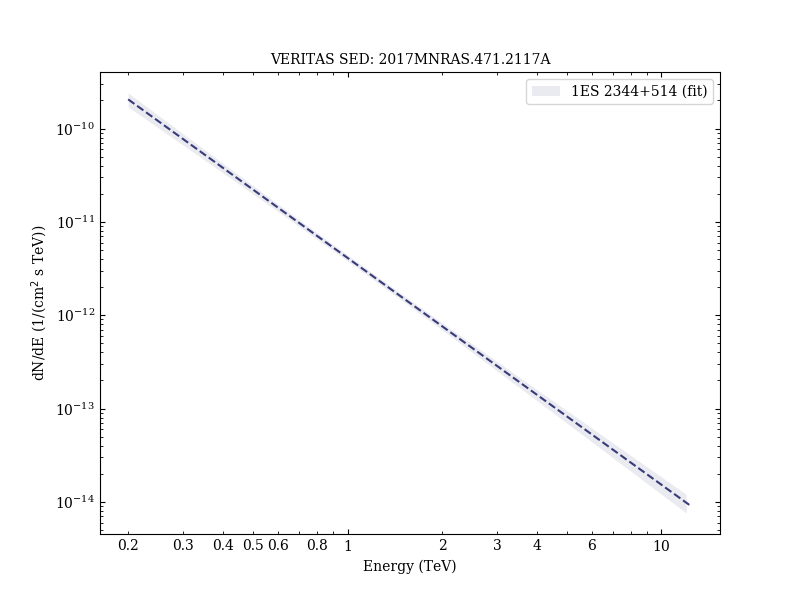 VERITAS SED: 2017MNRAS.471.2117A
1ES 2344+514 (fit)
dN/dE (1/(cm² s TeV))
10⁻¹⁰
10⁻¹¹
10⁻¹²
10⁻¹³
10⁻¹⁴
0.2 0.3 0.4 0.5 0.6 0.8 1 2 3 4 6 10
Energy (TeV)